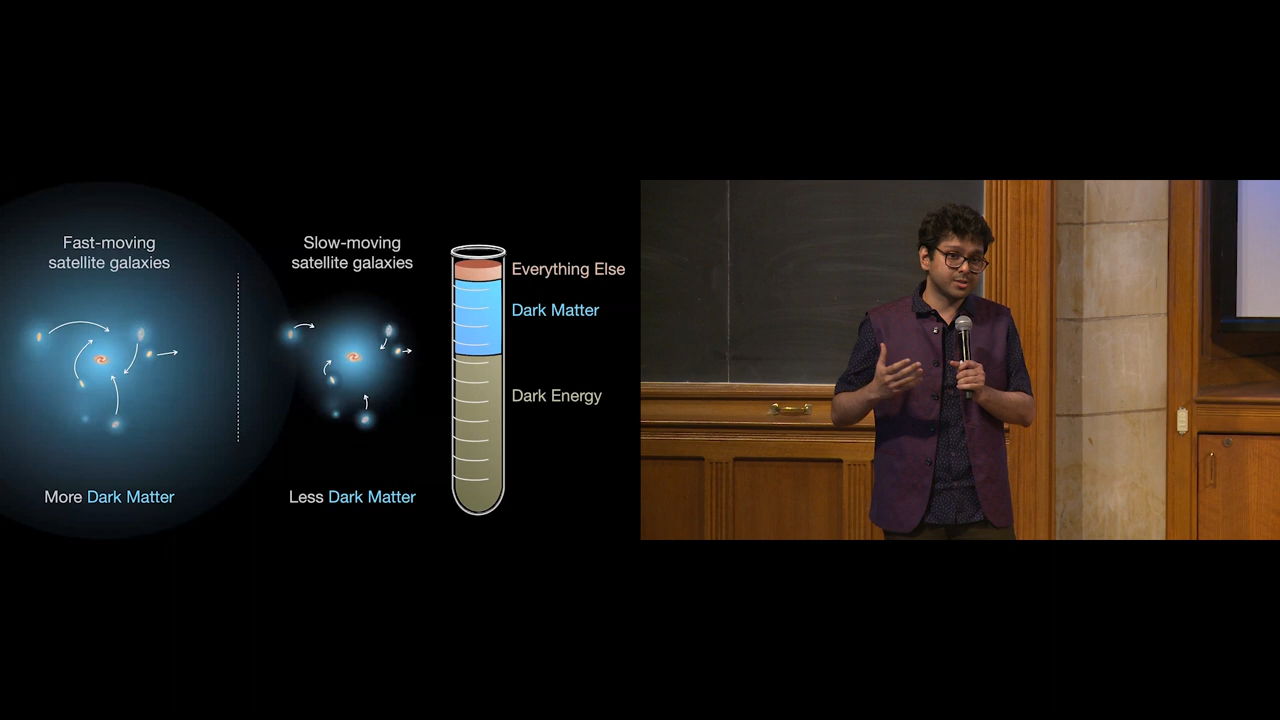 Fast-moving
satellite galaxies
Slow-moving
satellite galaxies
Everything Else
Dark Matter
Dark Energy
More Dark Matter
Less Dark Matter